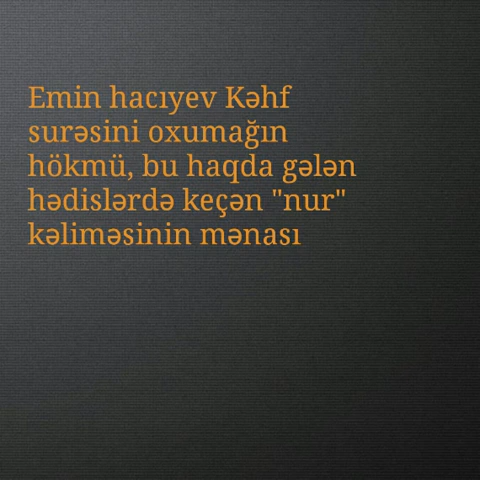 Emin hacıyev Kəhf
surəsini oxumağın
hökmü, bu haqda gələn
hədislərdə keçən "nur"
kəliməsinin mənası